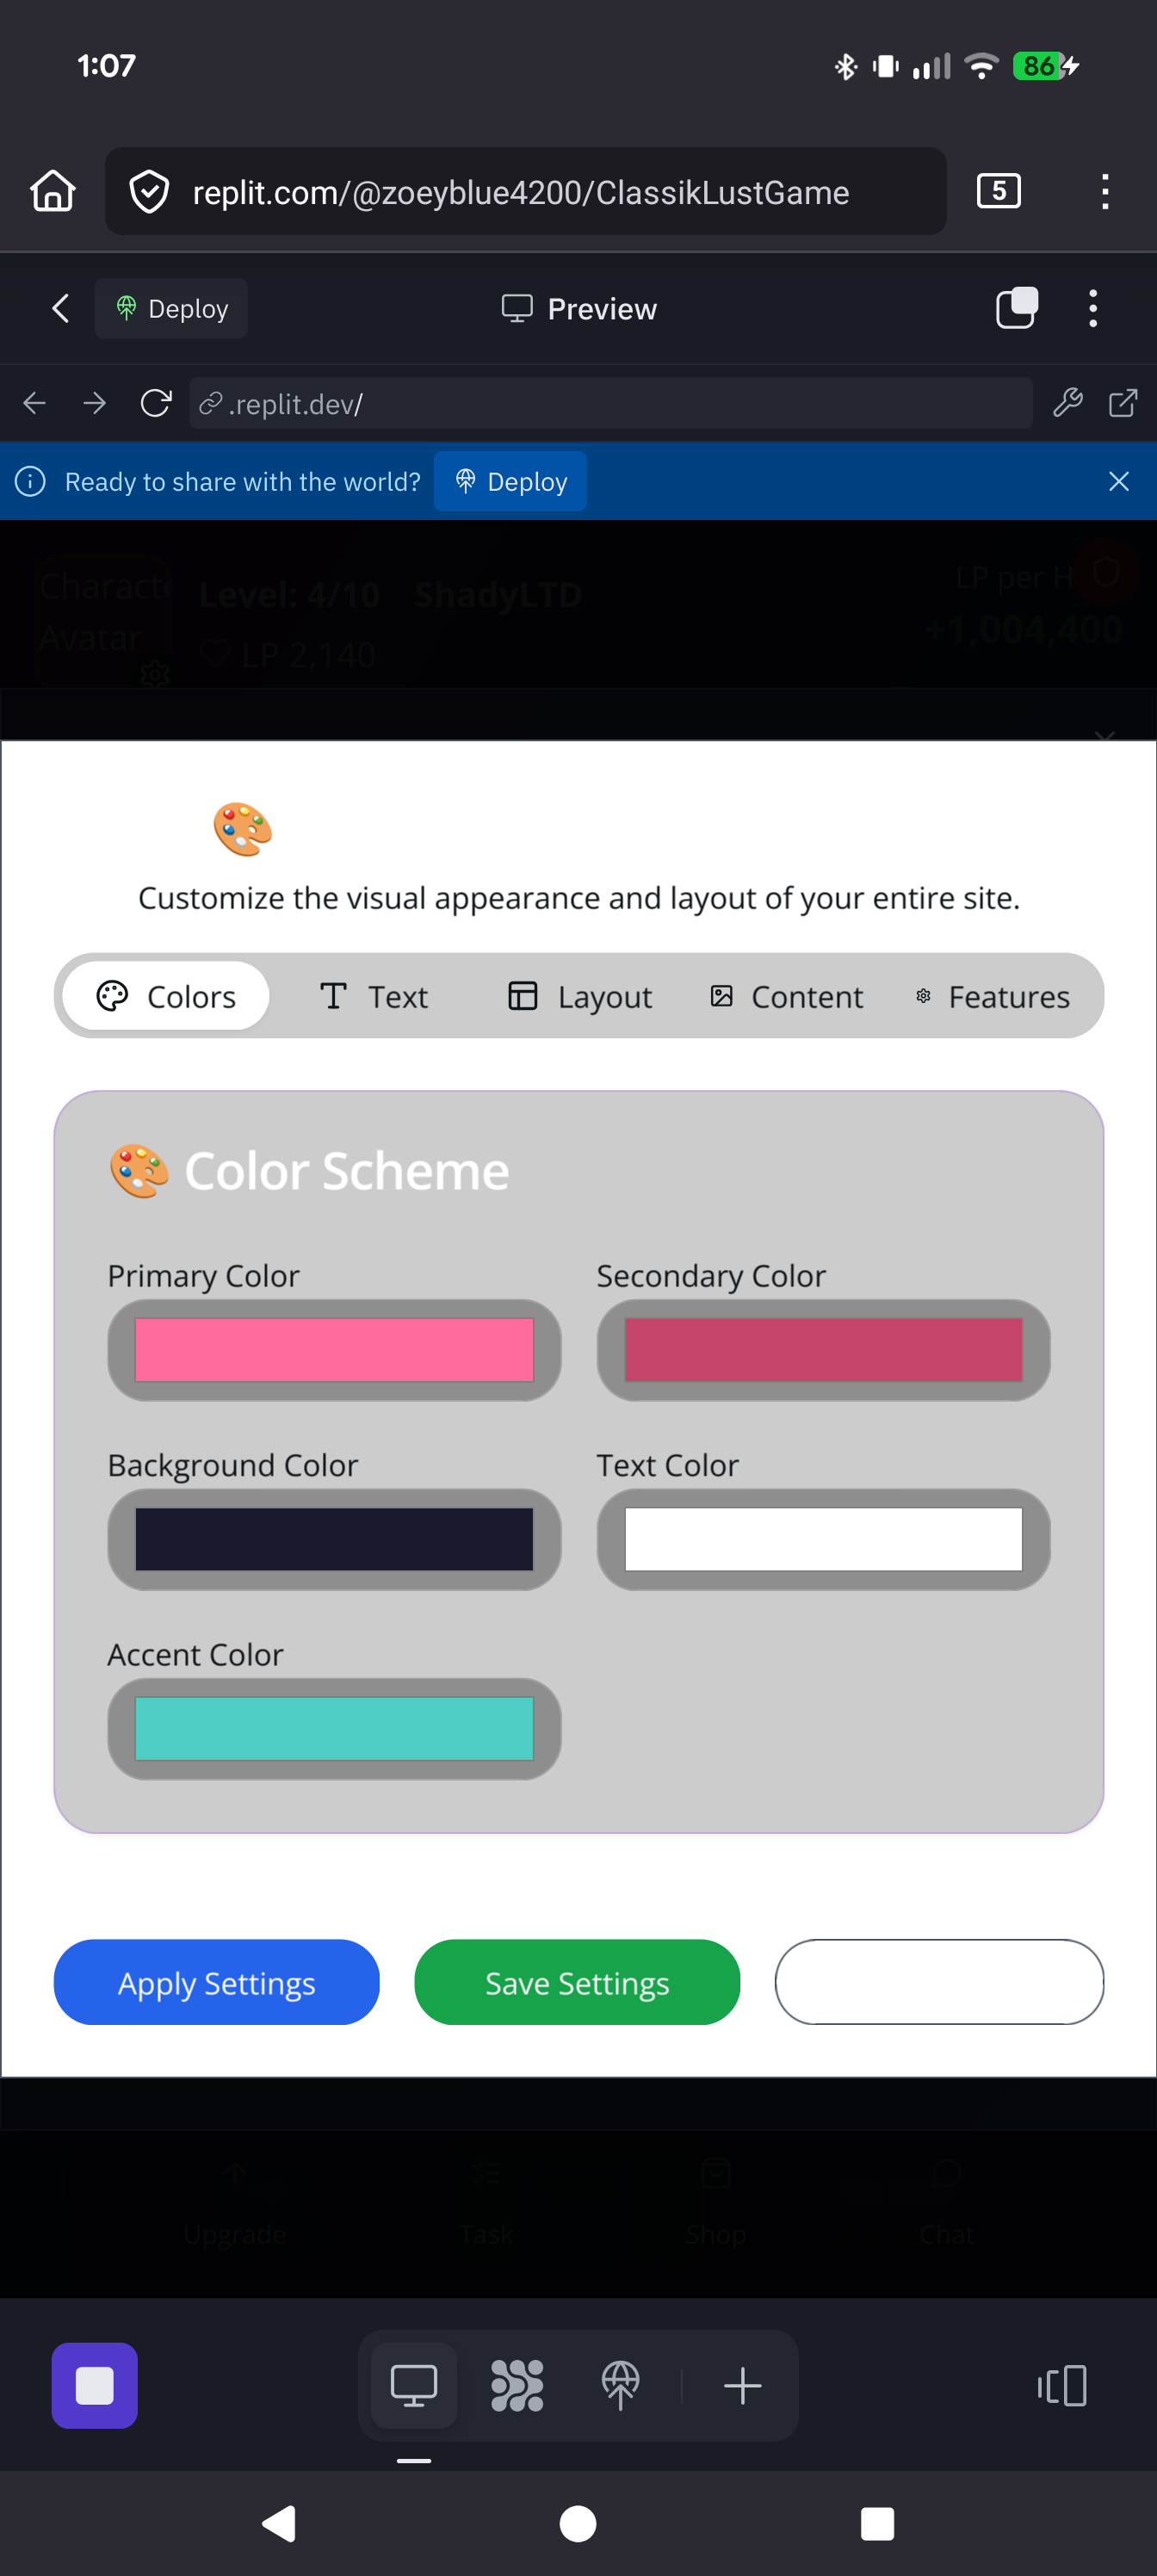 1:07
86
replit.com/@zoeyblue4200/ClassikLustGame
5
Deploy
Preview
.replit.dev/
Ready to share with the world?
Deploy
Level: 4/10 ShadyLTD
LP per H
Avatar
LP 2,140
+1,004,400
Customize the visual appearance and layout of your entire site.
Colors
Text
Layout
Content
Features
Color Scheme
Primary Color
Secondary Color
Background Color
Text Color
Accent Color
Apply Settings
Save Settings
Upgrade
Task
Shop
Chat